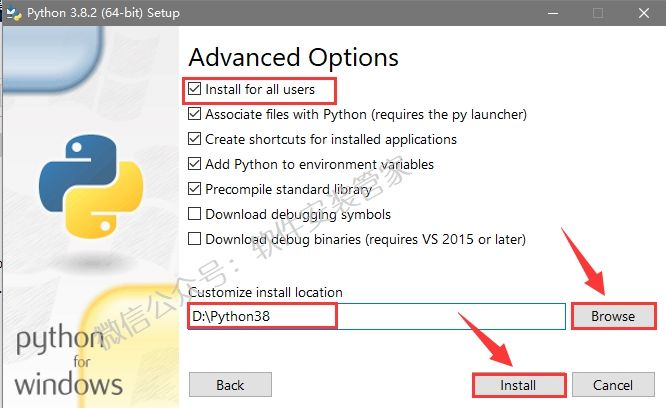 Python 3.8.2 (64-bit) Setup
Advanced Options
Install for all users
Associate files with Python (requires the py launcher)
Create shortcuts for installed applications
Add Python to environment variables
Precompile standard library
Download debugging symbols
Download debug binaries (requires VS 2015 or later)
Customize install location
D:\Python38
Browse
python
for
windows
Back
Install
Cancel
微信公众号：软件安装管家